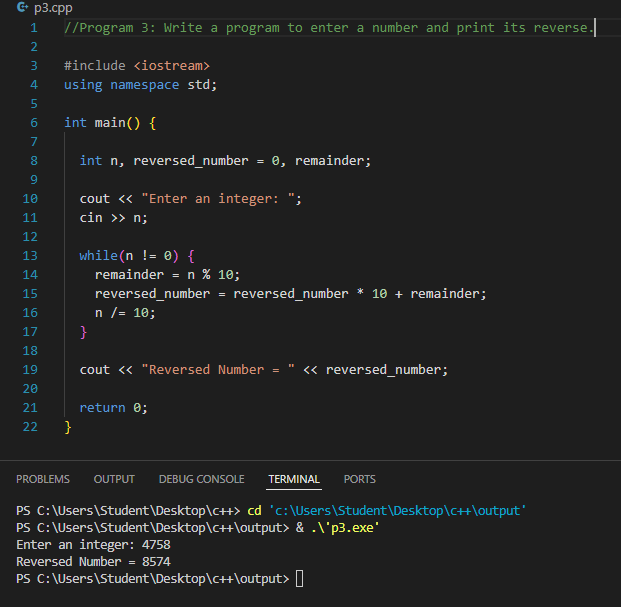 p3.cpp
1 //Program 3: Write a program to enter a number and print its reverse.
2
3 #include <iostream>
4 using namespace std;
5
6 int main() {
7
8 int n, reversed_number = 0, remainder;
9
10 cout << "Enter an integer: ";
11 cin >> n;
12
13 while(n != 0) {
14 remainder = n % 10;
15 reversed_number = reversed_number * 10 + remainder;
16 n /= 10;
17 }
18
19 cout << "Reversed Number = " << reversed_number;
20
21 return 0;
22 }
PROBLEMS OUTPUT DEBUG CONSOLE TERMINAL PORTS
PS C:\Users\Student\Desktop\c++> cd 'c:\Users\Student\Desktop\c++\output'
PS C:\Users\Student\Desktop\c++\output> & .\'p3.exe'
Enter an integer: 4758
Reversed Number = 8574
PS C:\Users\Student\Desktop\c++\output>